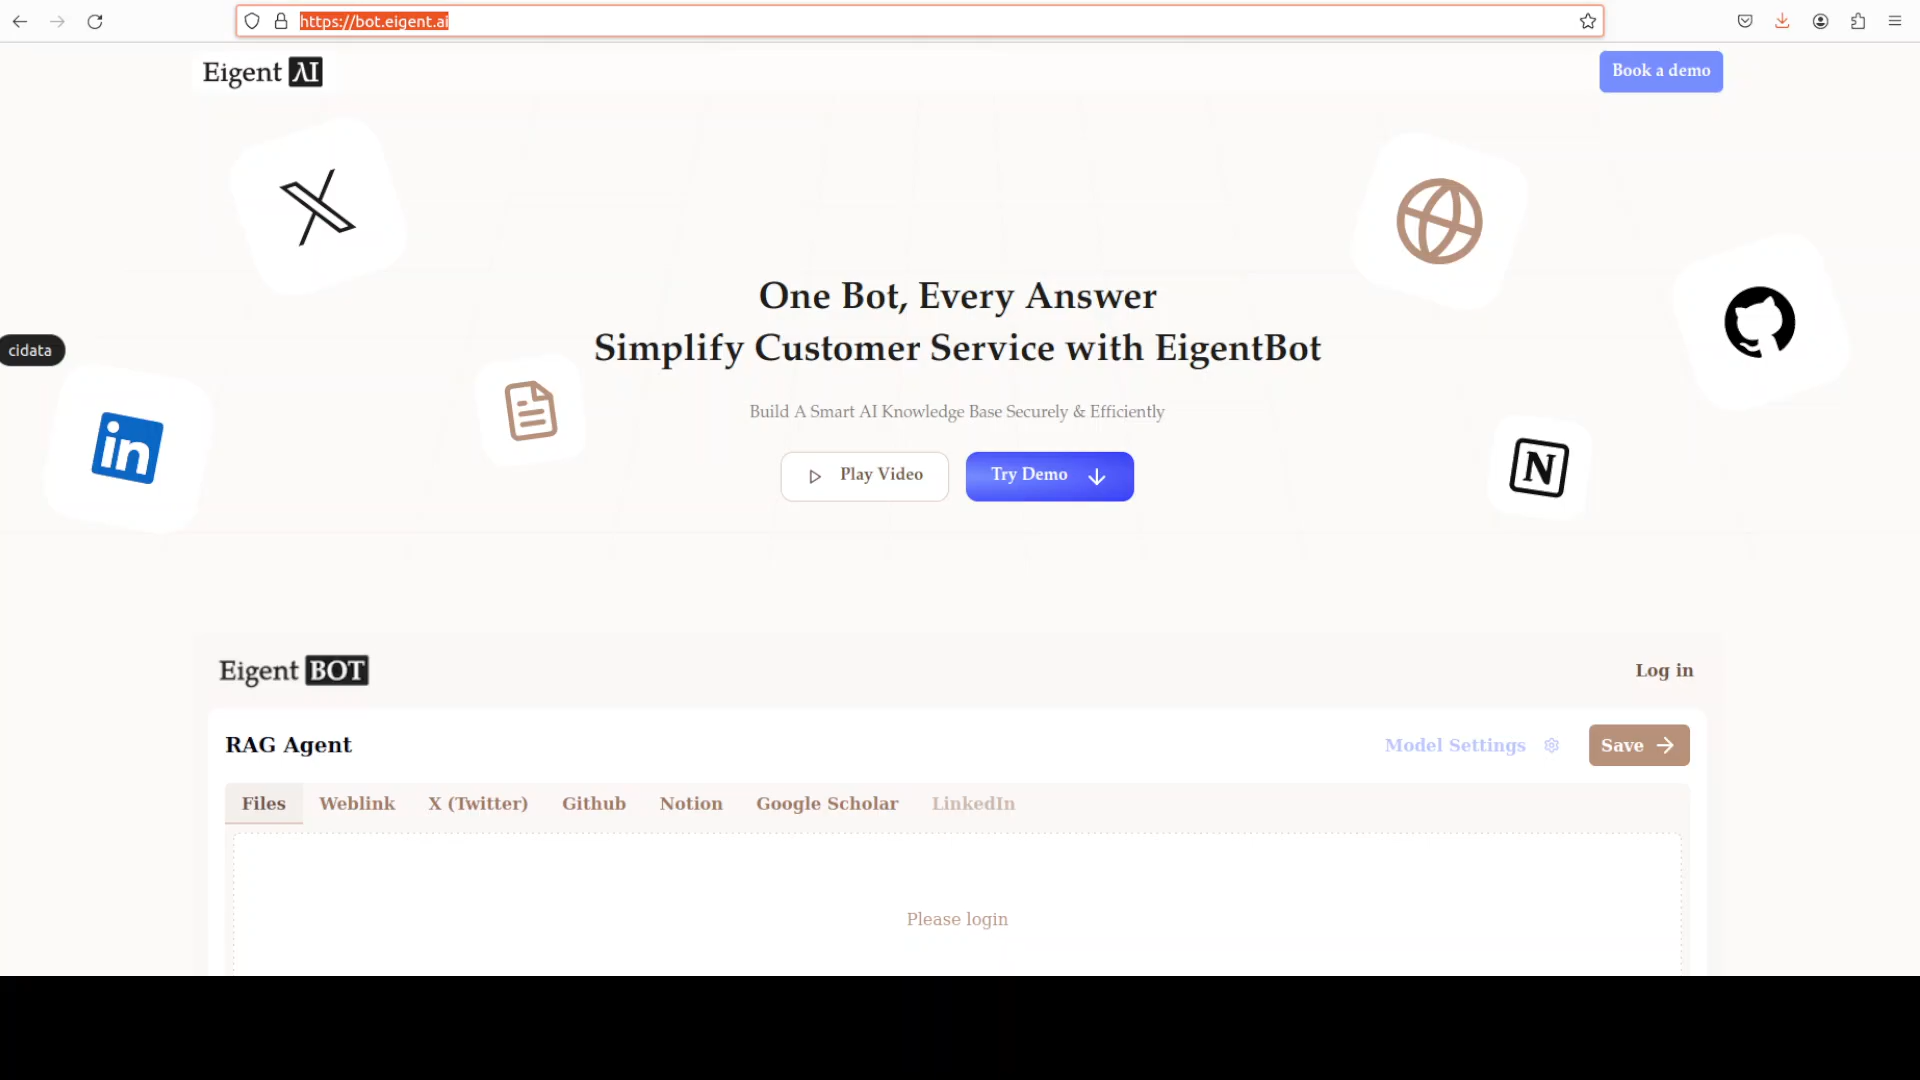 https://bot.eigent.ai
Eigent AI
Book a demo
One Bot, Every Answer
Simplify Customer Service with EigentBot
cidata
in
Build A Smart AI Knowledge Base Securely & Efficiently
N
Play Video
Try Demo
Eigent BOT
Log in
RAG Agent
Model Settings
Save
Files Weblink X (Twitter) Github Notion Google Scholar LinkedIn
Please login